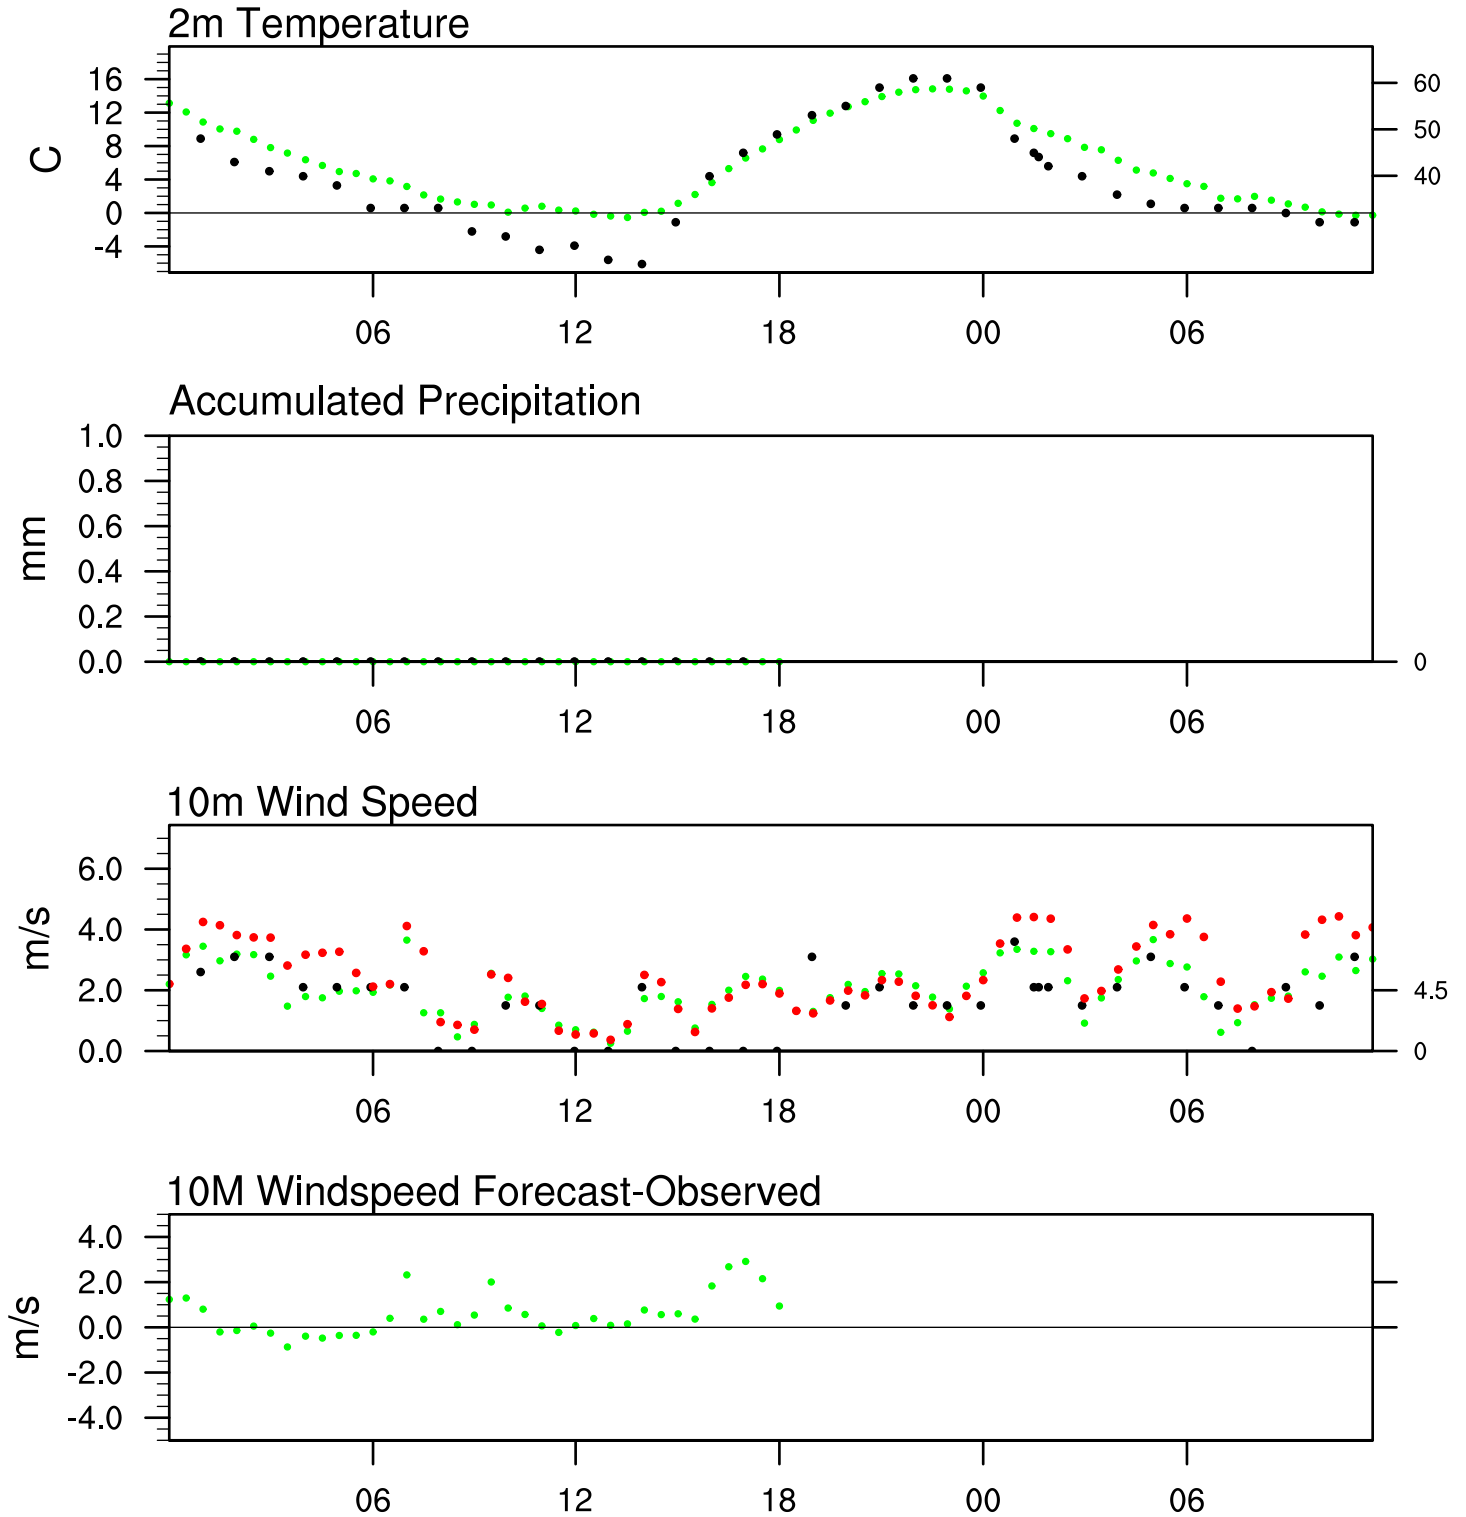 2m Temperature
16
12
8
4
0
-4
C
60
50
40
06 12 18 00 06
Accumulated Precipitation
1.0
0.8
0.6
0.4
0.2
0.0
mm
0
06 12 18 00 06
10m Wind Speed
6.0
4.0
2.0
0.0
m/s
4.5
0
06 12 18 00 06
10M Windspeed Forecast-Observed
4.0
2.0
0.0
-2.0
-4.0
m/s
06 12 18 00 06